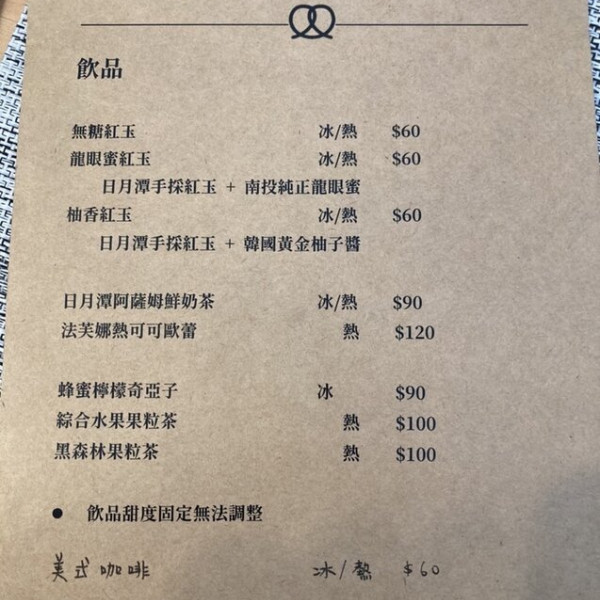 飲品
無糖紅玉 冰/熱 $60
龍眼蜜紅玉 冰/熱 $60
日月潭手採紅玉 + 南投純正龍眼蜜
柚香紅玉 冰/熱 $60
日月潭手採紅玉 + 韓國黃金柚子醬
日月潭阿薩姆鮮奶茶 冰/熱 $90
法芙娜熱可可歐蕾 熱 $120
蜂蜜檸檬奇亞子 冰 $90
綜合水果果粒茶 熱 $100
黑森林果粒茶 熱 $100
● 飲品甜度固定無法調整
美式咖啡 冰/熱 $60